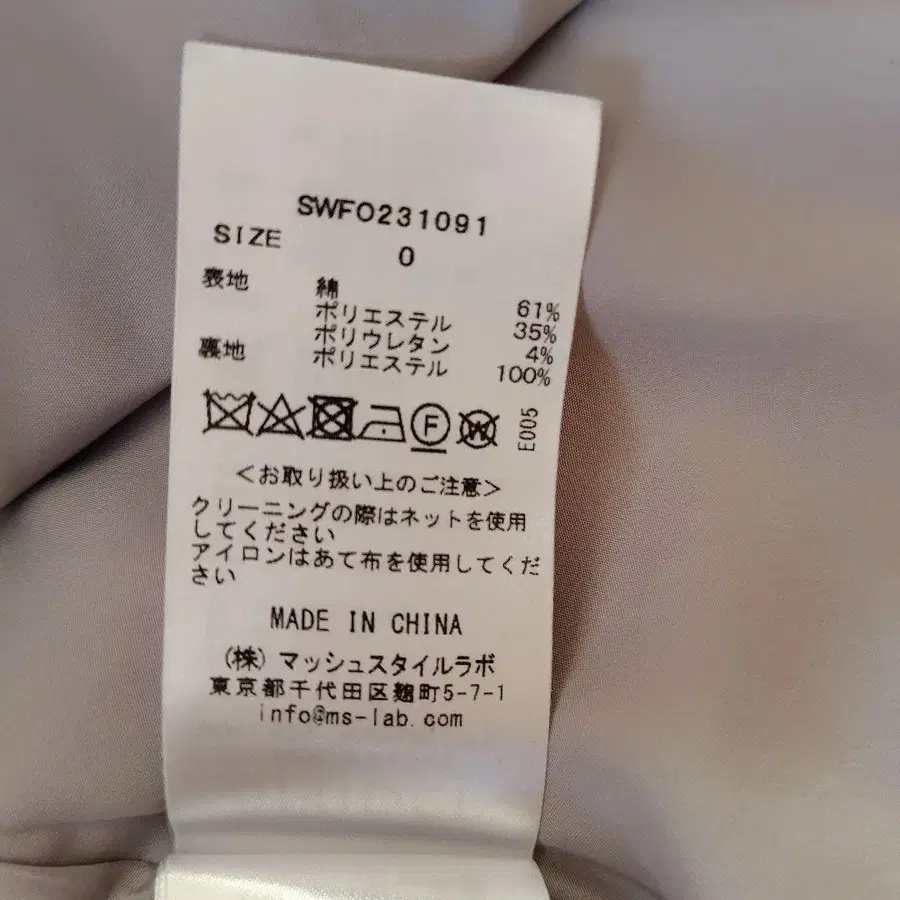 SWFO231091
SIZE 0
表地 綿 61%
ポリエステル 35%
ポリウレタン 4%
裏地 ポリエステル 100%
F W E005
<お取り扱い上のご注意>
クリーニングの際はネットを使用
してください
アイロンはあて布を使用してくだ
さい
MADE IN CHINA
(株)マッシュスタイルラボ
東京都千代田区麹町5-7-1
info@ms-lab.com